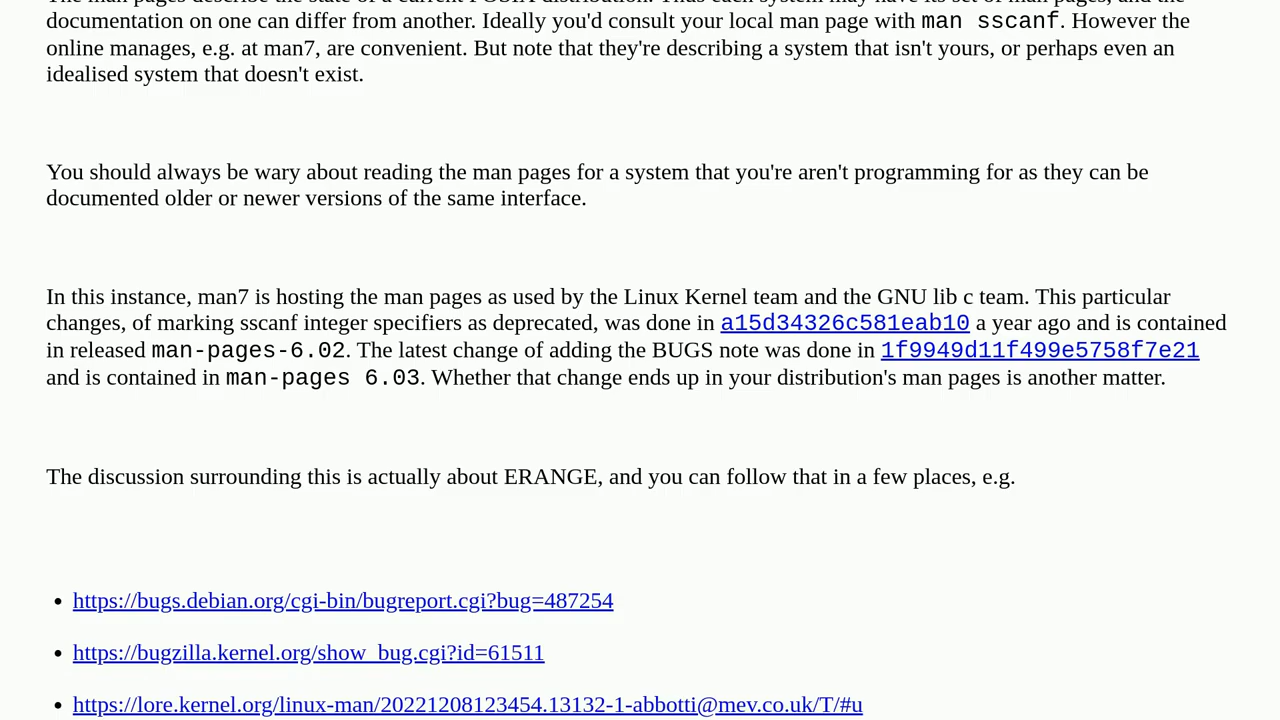 documentation on one can differ from another. Ideally you'd consult your local man page with man sscanf. However the
online manages, e.g. at man7, are convenient. But note that they're describing a system that isn't yours, or perhaps even an
idealised system that doesn't exist.
You should always be wary about reading the man pages for a system that you're aren't programming for as they can be
documented older or newer versions of the same interface.
In this instance, man7 is hosting the man pages as used by the Linux Kernel team and the GNU lib c team. This particular
changes, of marking sscanf integer specifiers as deprecated, was done in a15d34326c581eab10 a year ago and is contained
in released man-pages-6.02. The latest change of adding the BUGS note was done in 1f9949d11f499e5758f7e21
and is contained in man-pages 6.03. Whether that change ends up in your distribution's man pages is another matter.
The discussion surrounding this is actually about ERANGE, and you can follow that in a few places, e.g.
• https://bugs.debian.org/cgi-bin/bugreport.cgi?bug=487254
• https://bugzilla.kernel.org/show_bug.cgi?id=61511
• https://lore.kernel.org/linux-man/20221208123454.13132-1-abbotti@mev.co.uk/T/#u